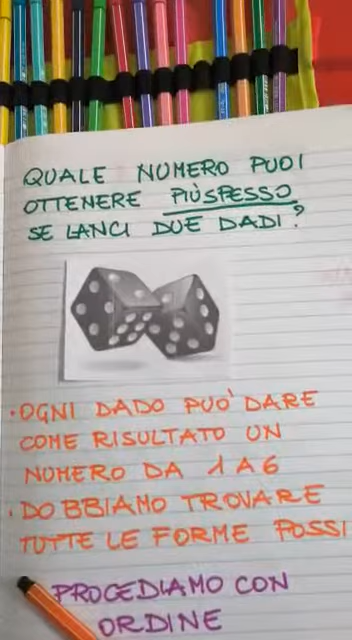 QUALE NUMERO PUOI
OTTENERE PIÙ SPESSO
SE LANCI DUE DADI?
• OGNI DADO PUO' DARE
COME RISULTATO UN
NUMERO DA 1 A 6
• DOBBIAMO TROVARE
TUTTE LE FORME POSSI
PROCEDIAMO CON
ORDINE